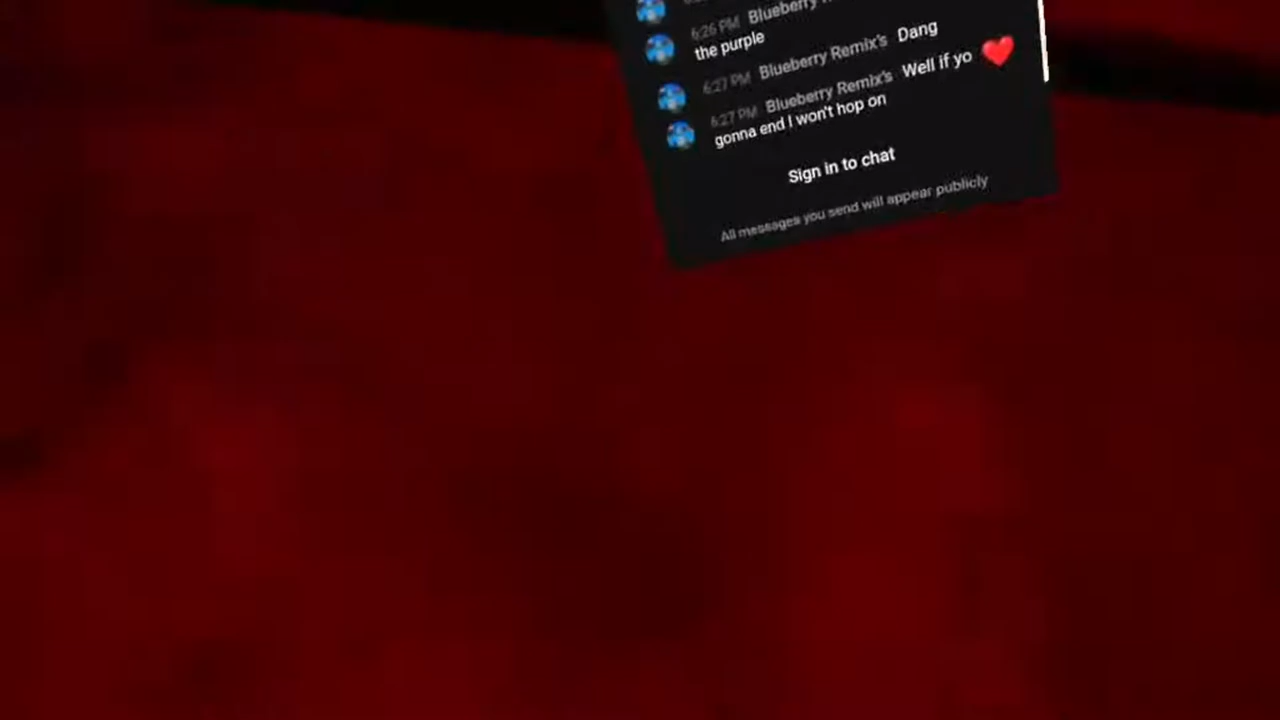 6:26 PM Blueberry
the purple
6:27 PM Blueberry Remix's Dang
6:27 PM Blueberry Remix's Well if yo
gonna end I won't hop on
Sign in to chat
All messages you send will appear publicly